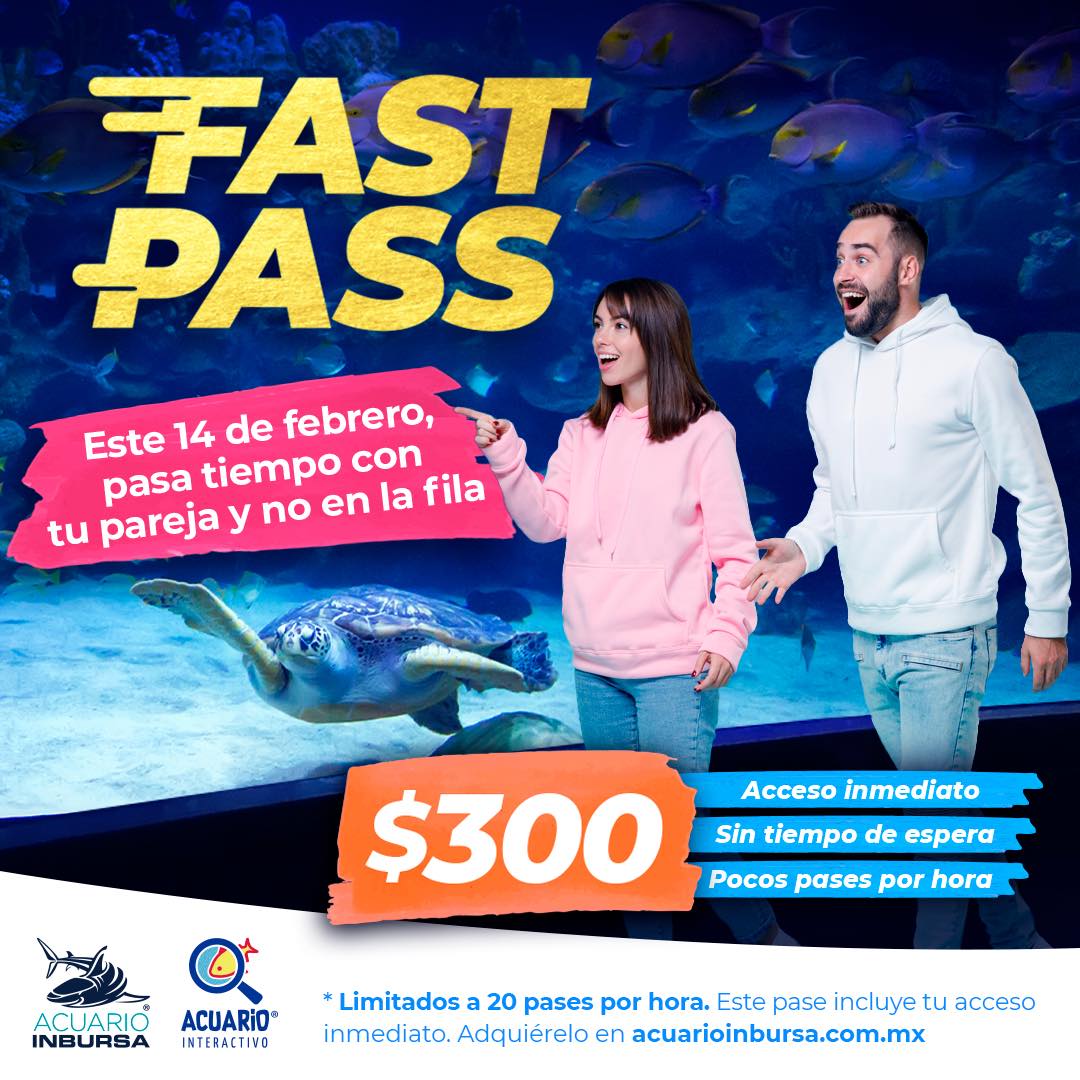 FAST
PASS
Este 14 de febrero,
pasa tiempo con
tu pareja y no en la fila
$300
Acceso inmediato
Sin tiempo de espera
Pocos pases por hora
ACUARIO ®
INBURSA
ACUARIO ®
INTERACTIVO
* Limitados a 20 pases por hora. Este pase incluye tu acceso
inmediato. Adquiérelo en acuarioinbursa.com.mx